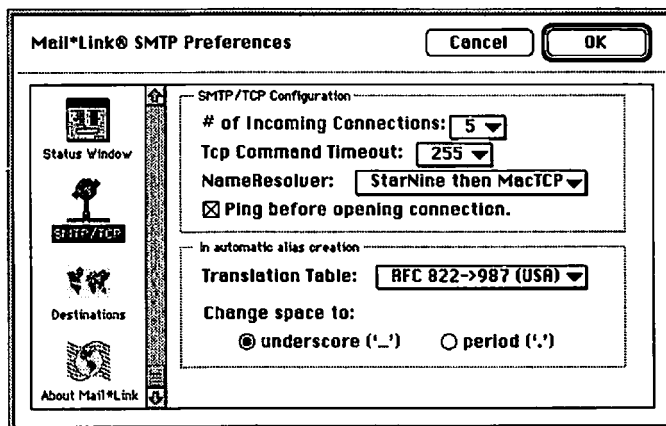 Mail*Link® SMTP Preferences
Cancel
OK
Status Window
SMTP/TCP
Destinations
About Mail*Link
SMTP/TCP Configuration
# of Incoming Connections: 5
Tcp Command Timeout: 255
NameResolver: StarNine then MacTCP
Ping before opening connection.
In automatic alias creation
Translation Table: RFC 822->987 (USA)
Change space to:
underscore ('_') period ('.')